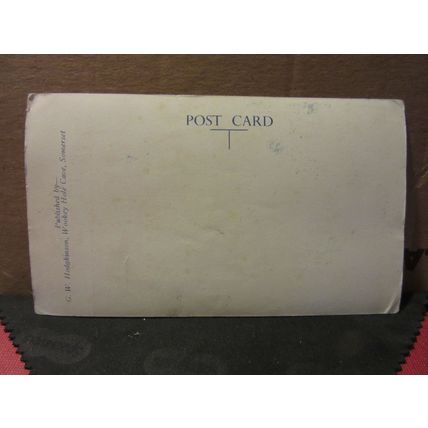 POST CARD
Published by—
G. W. Hodgkinson, Wookey Hole Cave, Somerset